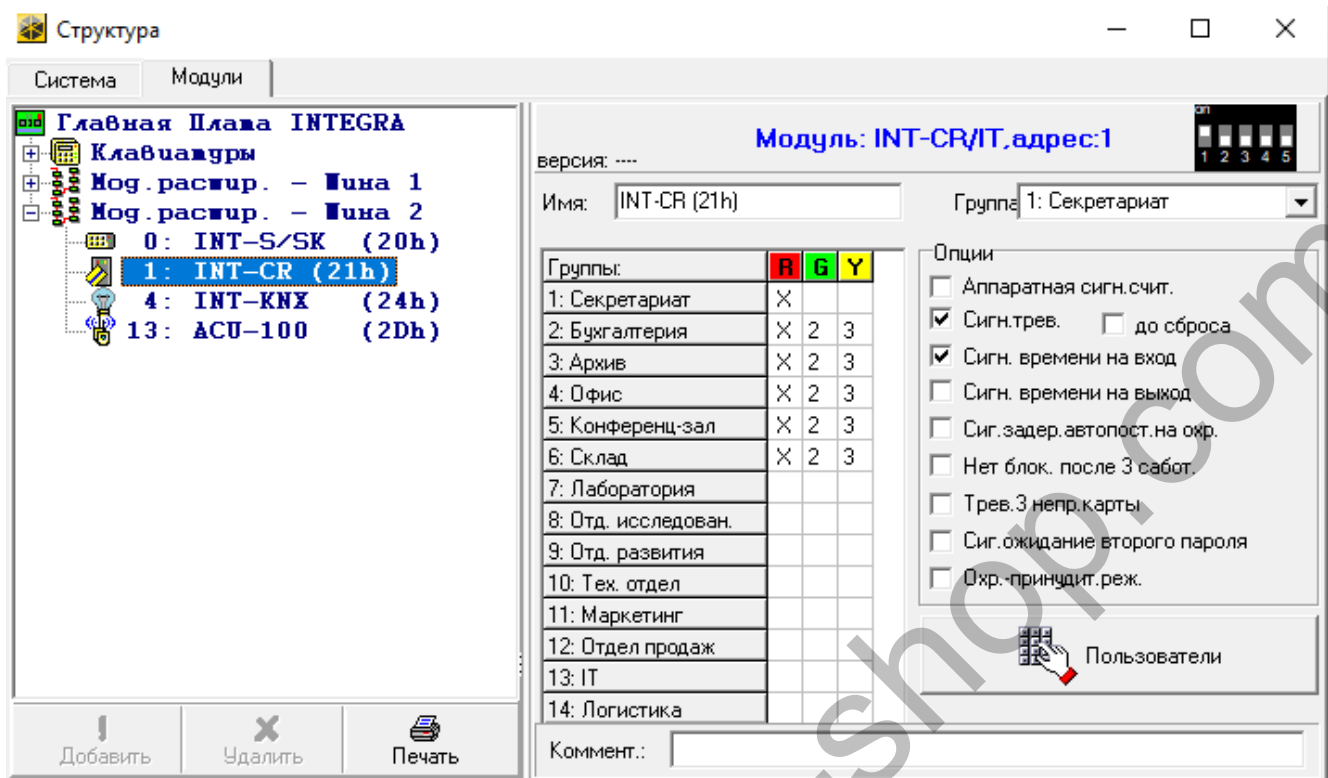 Структура
Система Модули
Главная Плата INTEGRA
Клавиатуры
Мод.расшир. - Шина 1
Мод.расшир. - Шина 2
0: INT-S/SK (20h)
1: INT-CR (21h)
4: INT-KNX (24h)
13: ACU-100 (2Dh)
Добавить Удалить Печать
Модуль: INT-CR/IT,адрес:1
версия: ----
on
1 2 3 4 5
Имя: INT-CR (21h) Группа 1: Секретариат
Группы: R G Y
1: Секретариат X
2: Бухгалтерия X 2 3
3: Архив X 2 3
4: Офис X 2 3
5: Конференц-зал X 2 3
6: Склад X 2 3
7: Лаборатория
8: Отд. исследован.
9: Отд. развития
10: Тех. отдел
11: Маркетинг
12: Отдел продаж
13: IT
14: Логистика
Опции
Аппаратная сигн.счит.
Сигн.трев. до сброса
Сигн. времени на вход
Сигн. времени на выход
Сиг.задер.автопост.на охр.
Нет блок. после 3 сабот.
Трев.3 непр.карты
Сиг.ожидание второго пароля
Охр.-принудит.реж.
Пользователи
Коммент.:
shop.com